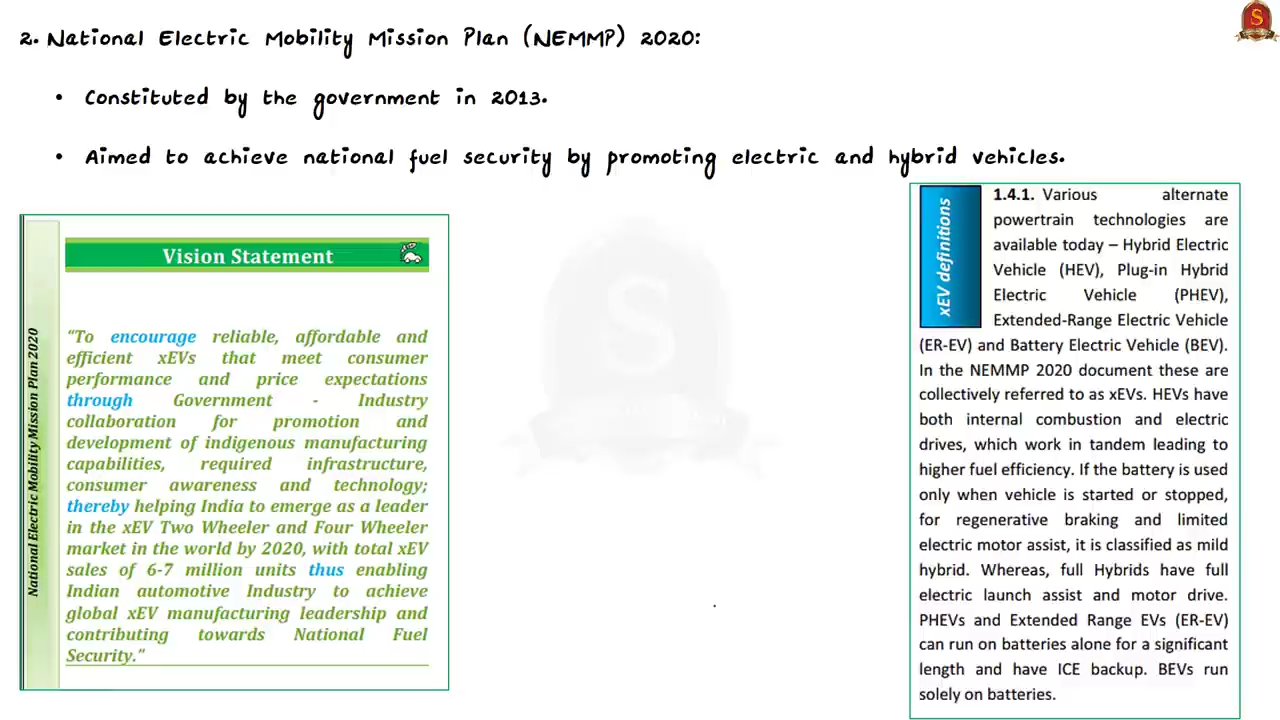 2. National Electric Mobility Mission Plan (NEMMP) 2020:
• Constituted by the government in 2013.
• Aimed to achieve national fuel security by promoting electric and hybrid vehicles.
National Electric Mobility Mission Plan 2020
Vision Statement
"To encourage reliable, affordable and
efficient xEVs that meet consumer
performance and price expectations
through Government - Industry
collaboration for promotion and
development of indigenous manufacturing
capabilities, required infrastructure,
consumer awareness and technology;
thereby helping India to emerge as a leader
in the xEV Two Wheeler and Four Wheeler
market in the world by 2020, with total xEV
sales of 6-7 million units thus enabling
Indian automotive Industry to achieve
global xEV manufacturing leadership and
contributing towards National Fuel
Security."
xEV definitions
1.4.1. Various alternate
powertrain technologies are
available today – Hybrid Electric
Vehicle (HEV), Plug-in Hybrid
Electric Vehicle (PHEV),
Extended-Range Electric Vehicle
(ER-EV) and Battery Electric Vehicle (BEV).
In the NEMMP 2020 document these are
collectively referred to as xEVs. HEVs have
both internal combustion and electric
drives, which work in tandem leading to
higher fuel efficiency. If the battery is used
only when vehicle is started or stopped,
for regenerative braking and limited
electric motor assist, it is classified as mild
hybrid. Whereas, full Hybrids have full
electric launch assist and motor drive.
PHEVs and Extended Range EVs (ER-EV)
can run on batteries alone for a significant
length and have ICE backup. BEVs run
solely on batteries.
S
S